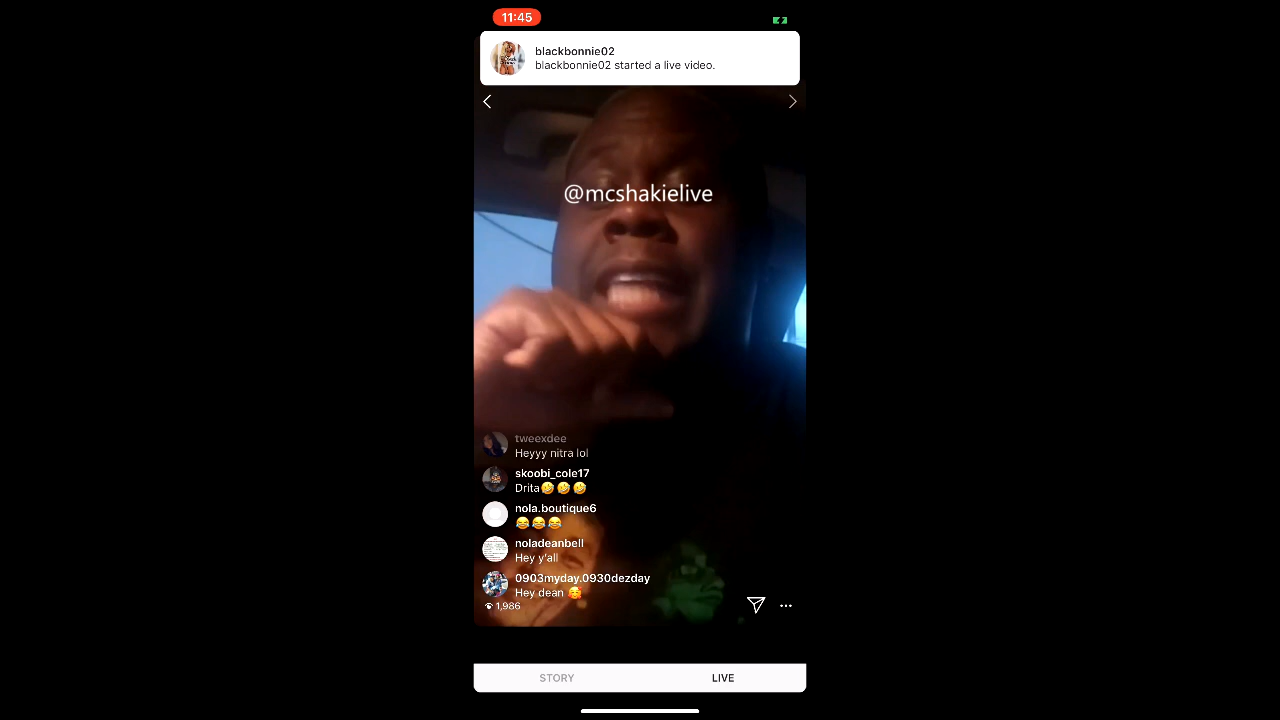 11:45
blackbonnie02
blackbonnie02 started a live video.
@mcshakielive
tweexdee
Heyyy nitra lol
skoobi_cole17
Drita🤣🤣🤣
nola.boutique6
😂😂😂
noladeanbell
Hey y'all
0903myday.0930dezday
Hey dean 🥰
1,986
STORY
LIVE